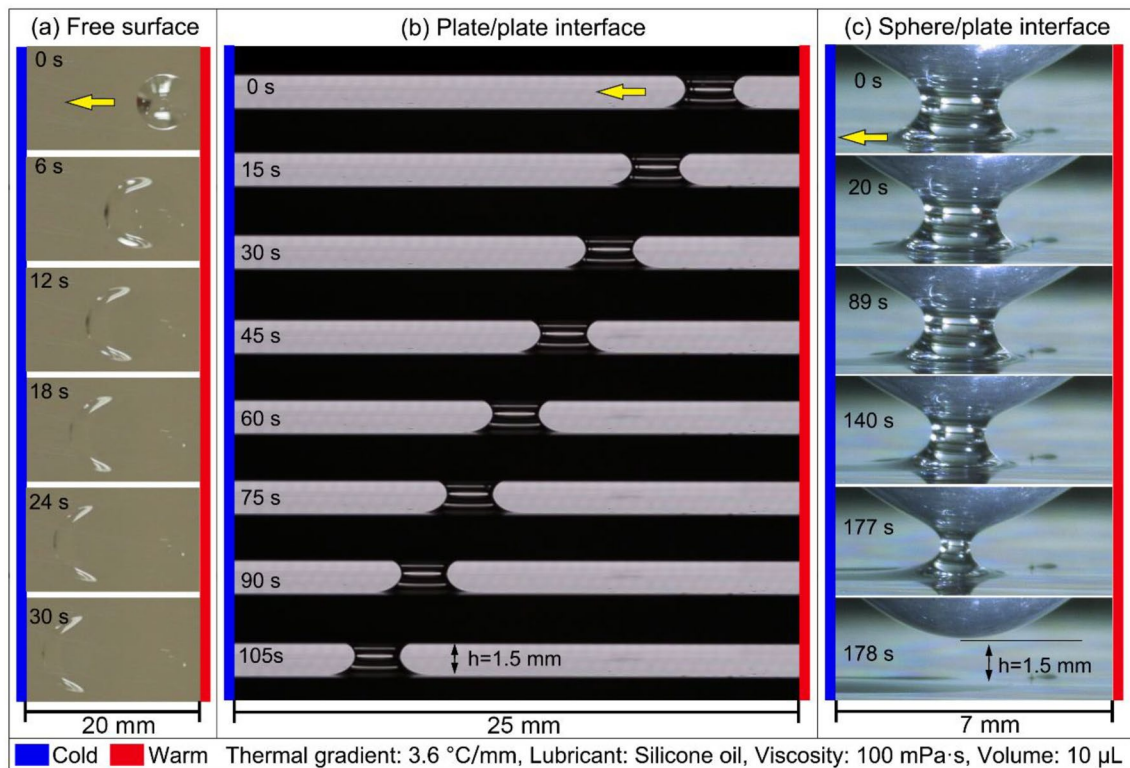 (a) Free surface
0 s
6 s
12 s
18 s
24 s
30 s
20 mm
(b) Plate/plate interface
0 s
15 s
30 s
45 s
60 s
75 s
90 s
105s
h=1.5 mm
25 mm
(c) Sphere/plate interface
0 s
20 s
89 s
140 s
177 s
178 s
h=1.5 mm
7 mm
Cold Warm Thermal gradient: 3.6 °C/mm, Lubricant: Silicone oil, Viscosity: 100 mPa·s, Volume: 10 µL